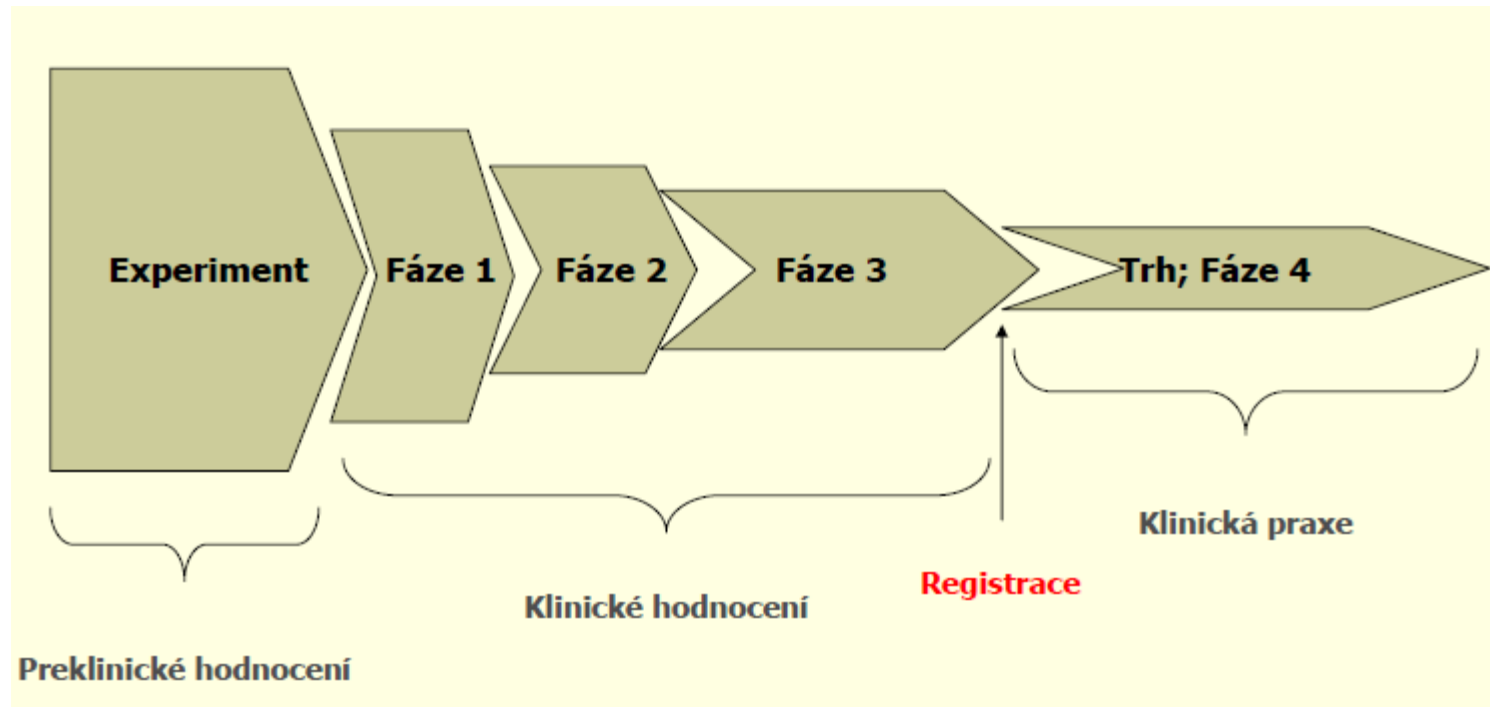 Experiment
Fáze 1
Fáze 2
Fáze 3
Trh; Fáze 4
Klinická praxe
Registrace
Klinické hodnocení
Preklinické hodnocení